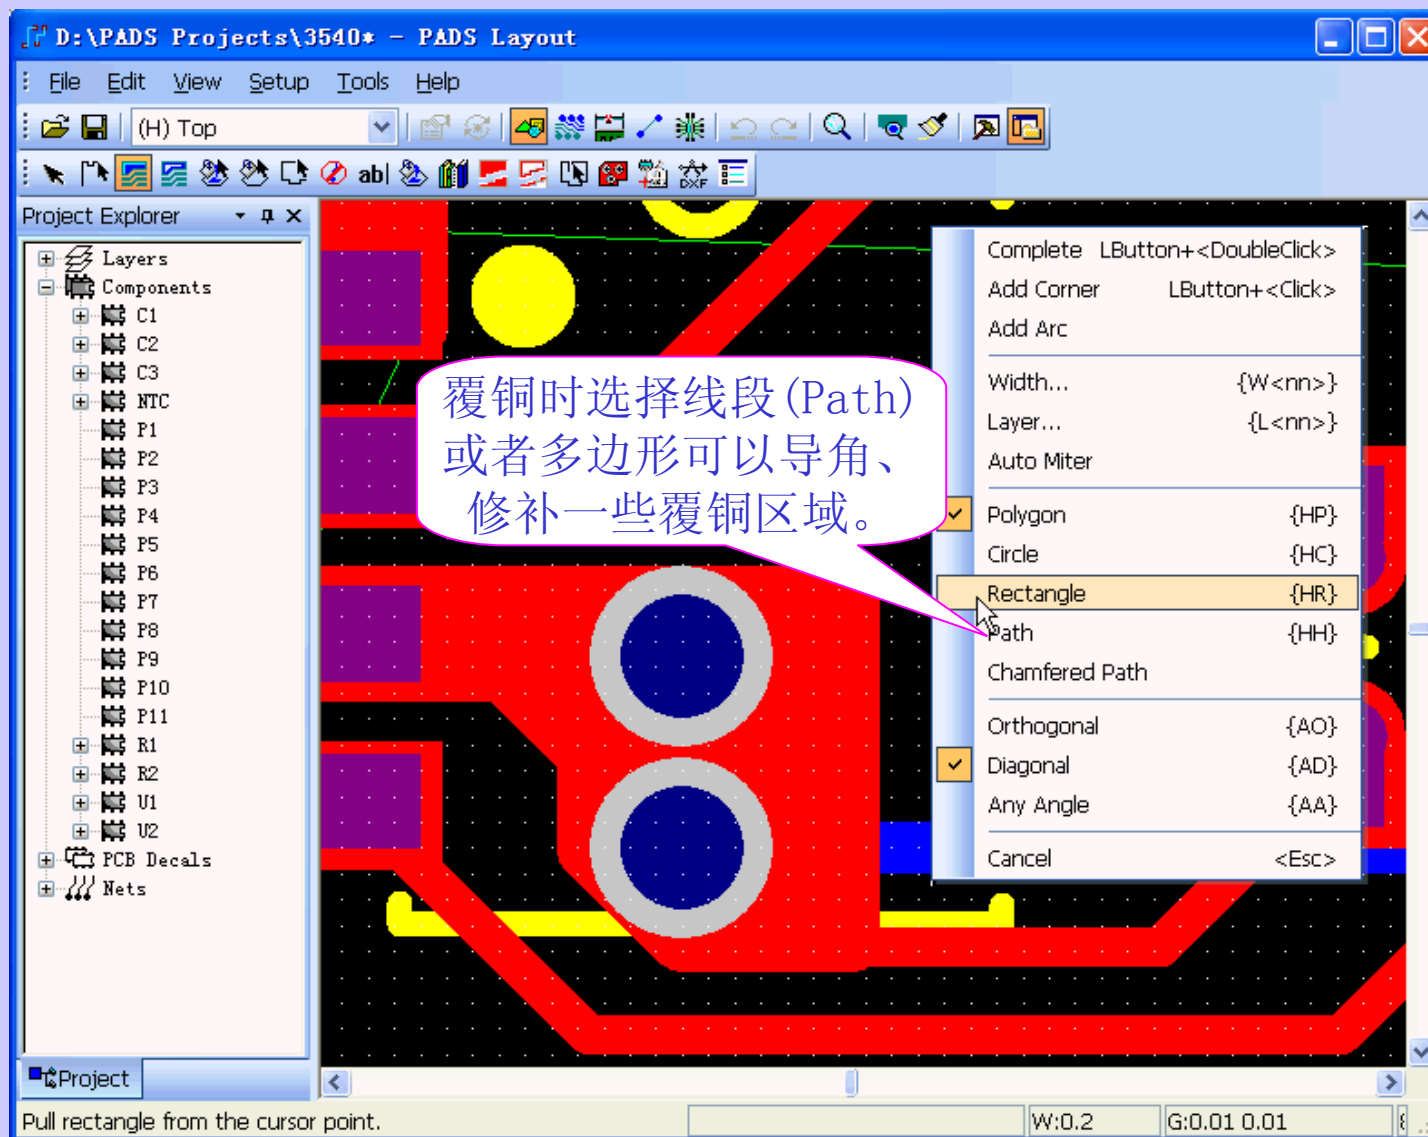 D:\PADS Projects\3540* - PADS Layout
File Edit View Setup Tools Help
(H) Top
ab|
DXF
Project Explorer
Layers
Components
C1
C2
C3
NTC
P1
P2
P3
P4
P5
P6
P7
P8
P9
P10
P11
R1
R2
U1
U2
PCB Decals
Nets
Project
覆铜时选择线段(Path)
或者多边形可以导角、
修补一些覆铜区域。
Complete LButton+<DoubleClick>
Add Corner LButton+<Click>
Add Arc
Width... {W<nn>}
Layer... {L<nn>}
Auto Miter
Polygon {HP}
Circle {HC}
Rectangle {HR}
Path {HH}
Chamfered Path
Orthogonal {AO}
Diagonal {AD}
Any Angle {AA}
Cancel <Esc>
Pull rectangle from the cursor point. W:0.2 G:0.01 0.01